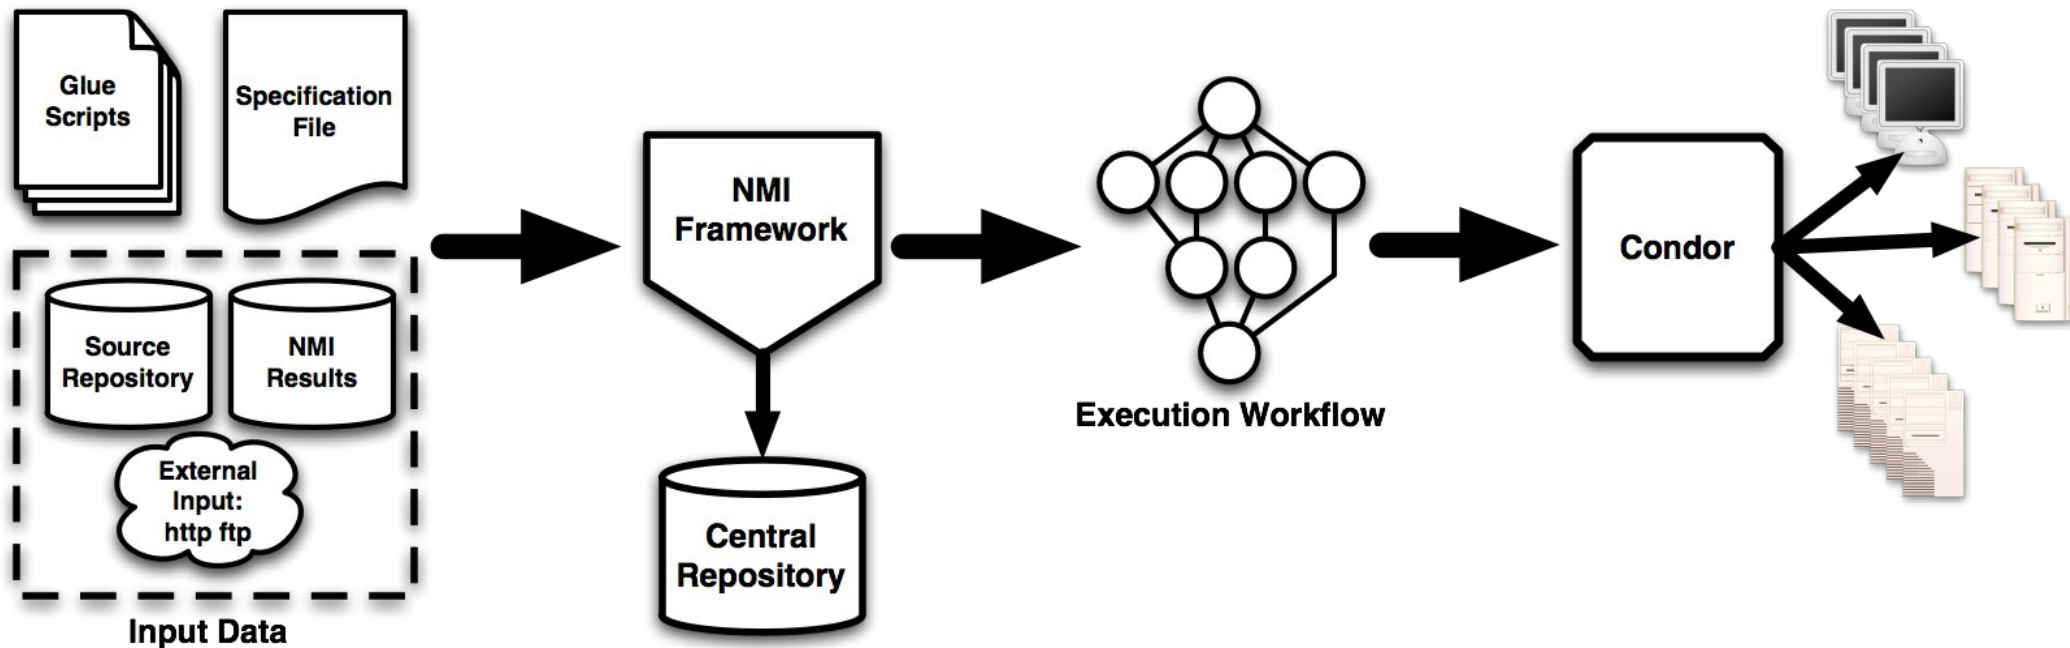 Glue
Scripts
Specification
File
Source
Repository
NMI
Results
External
Input:
http ftp
Input Data
NMI
Framework
Central
Repository
Execution Workflow
Condor